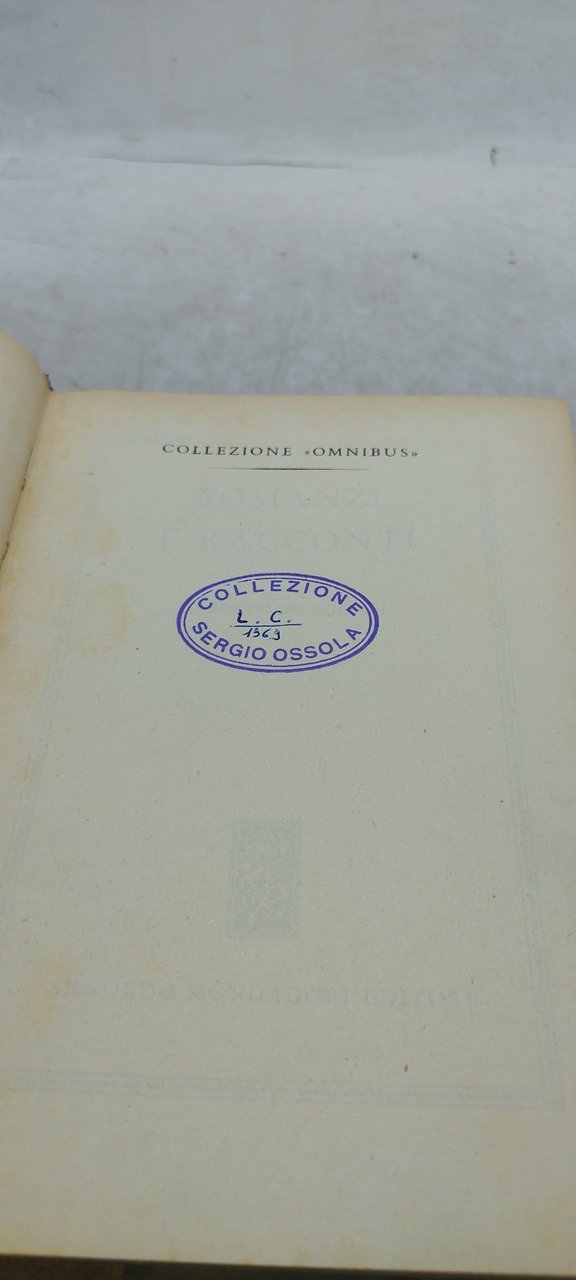 COLLEZIONE «OMNIBUS»
ROMANZI
E RACCONTI
COLLEZIONE
L. C.
1369
SERGIO OSSOLA
ARNOLDO MONDADORI EDITORE